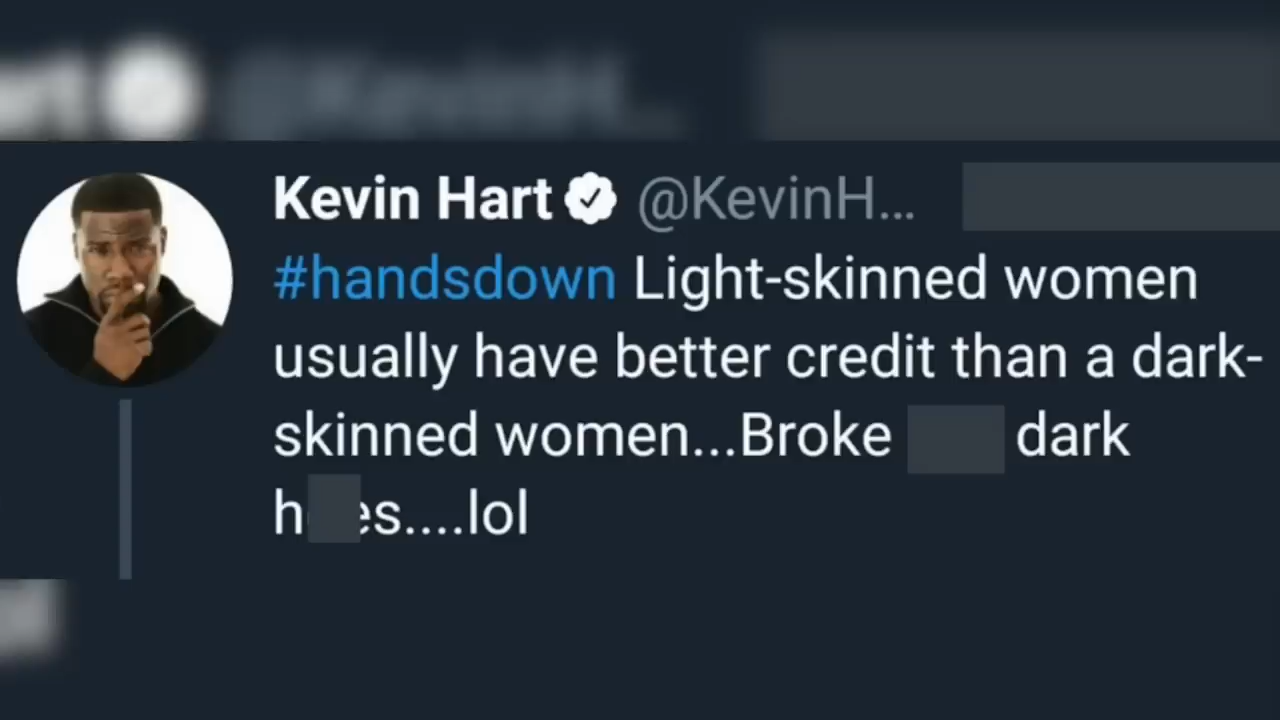 Kevin Hart @KevinH...
#handsdown Light-skinned women
usually have better credit than a dark-
skinned women...Broke dark
h es....lol